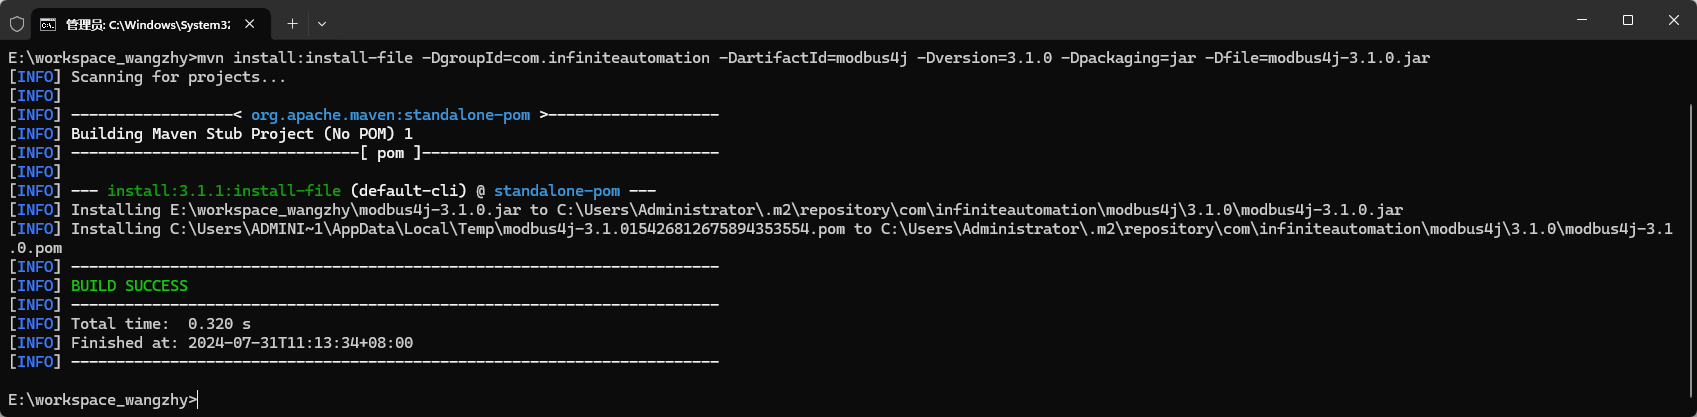 管理员: C:\Windows\System32
E:\workspace_wangzhy>mvn install:install-file -DgroupId=com.infiniteautomation -DartifactId=modbus4j -Dversion=3.1.0 -Dpackaging=jar -Dfile=modbus4j-3.1.0.jar
[INFO] Scanning for projects...
[INFO]
[INFO] ------------------< org.apache.maven:standalone-pom >-------------------
[INFO] Building Maven Stub Project (No POM) 1
[INFO] --------------------------------[ pom ]---------------------------------
[INFO]
[INFO] --- install:3.1.1:install-file (default-cli) @ standalone-pom ---
[INFO] Installing E:\workspace_wangzhy\modbus4j-3.1.0.jar to C:\Users\Administrator\.m2\repository\com\infiniteautomation\modbus4j\3.1.0\modbus4j-3.1.0.jar
[INFO] Installing C:\Users\ADMINI~1\AppData\Local\Temp\modbus4j-3.1.015426812675894353554.pom to C:\Users\Administrator\.m2\repository\com\infiniteautomation\modbus4j\3.1.0\modbus4j-3.1
.0.pom
[INFO] ------------------------------------------------------------------------
[INFO] BUILD SUCCESS
[INFO] ------------------------------------------------------------------------
[INFO] Total time:  0.320 s
[INFO] Finished at: 2024-07-31T11:13:34+08:00
[INFO] ------------------------------------------------------------------------
E:\workspace_wangzhy>